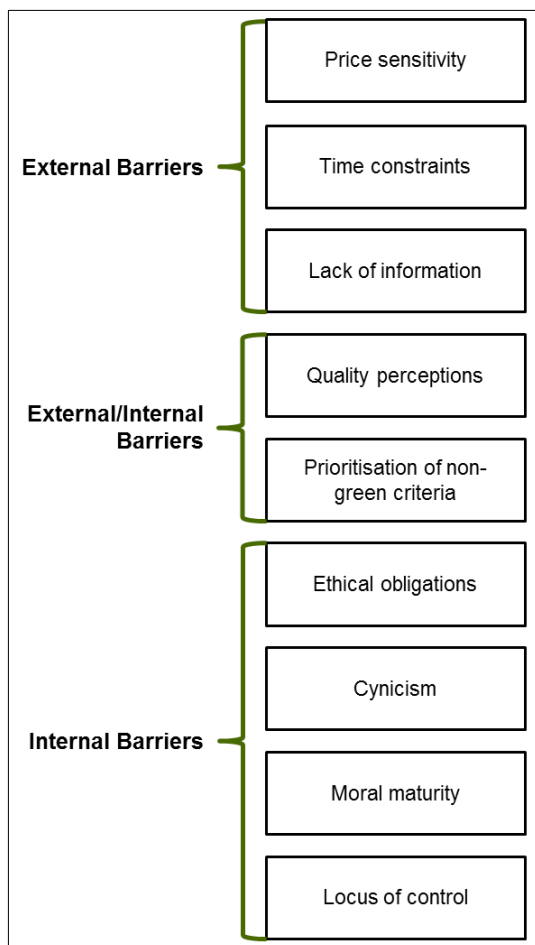 External Barriers
Price sensitivity
Time constraints
Lack of information
External/Internal
Barriers
Quality perceptions
Prioritisation of non-
green criteria
Internal Barriers
Ethical obligations
Cynicism
Moral maturity
Locus of control